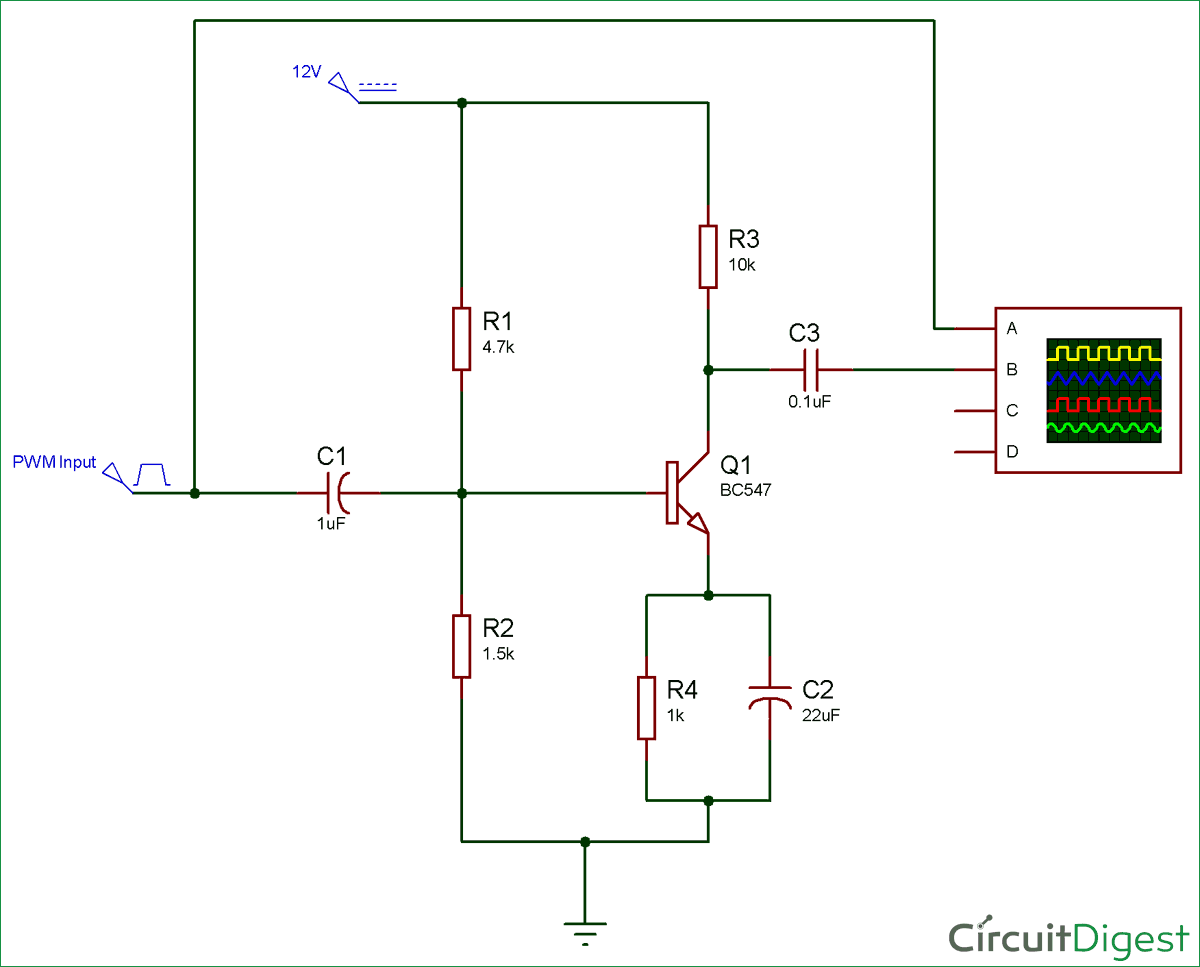 12V
R3
10k
R1
4.7k
C3
0.1uF
A
B
C
D
PWM Input
C1
1uF
Q1
BC547
R2
1.5k
R4
1k
C2
22uF
CircuitDigest